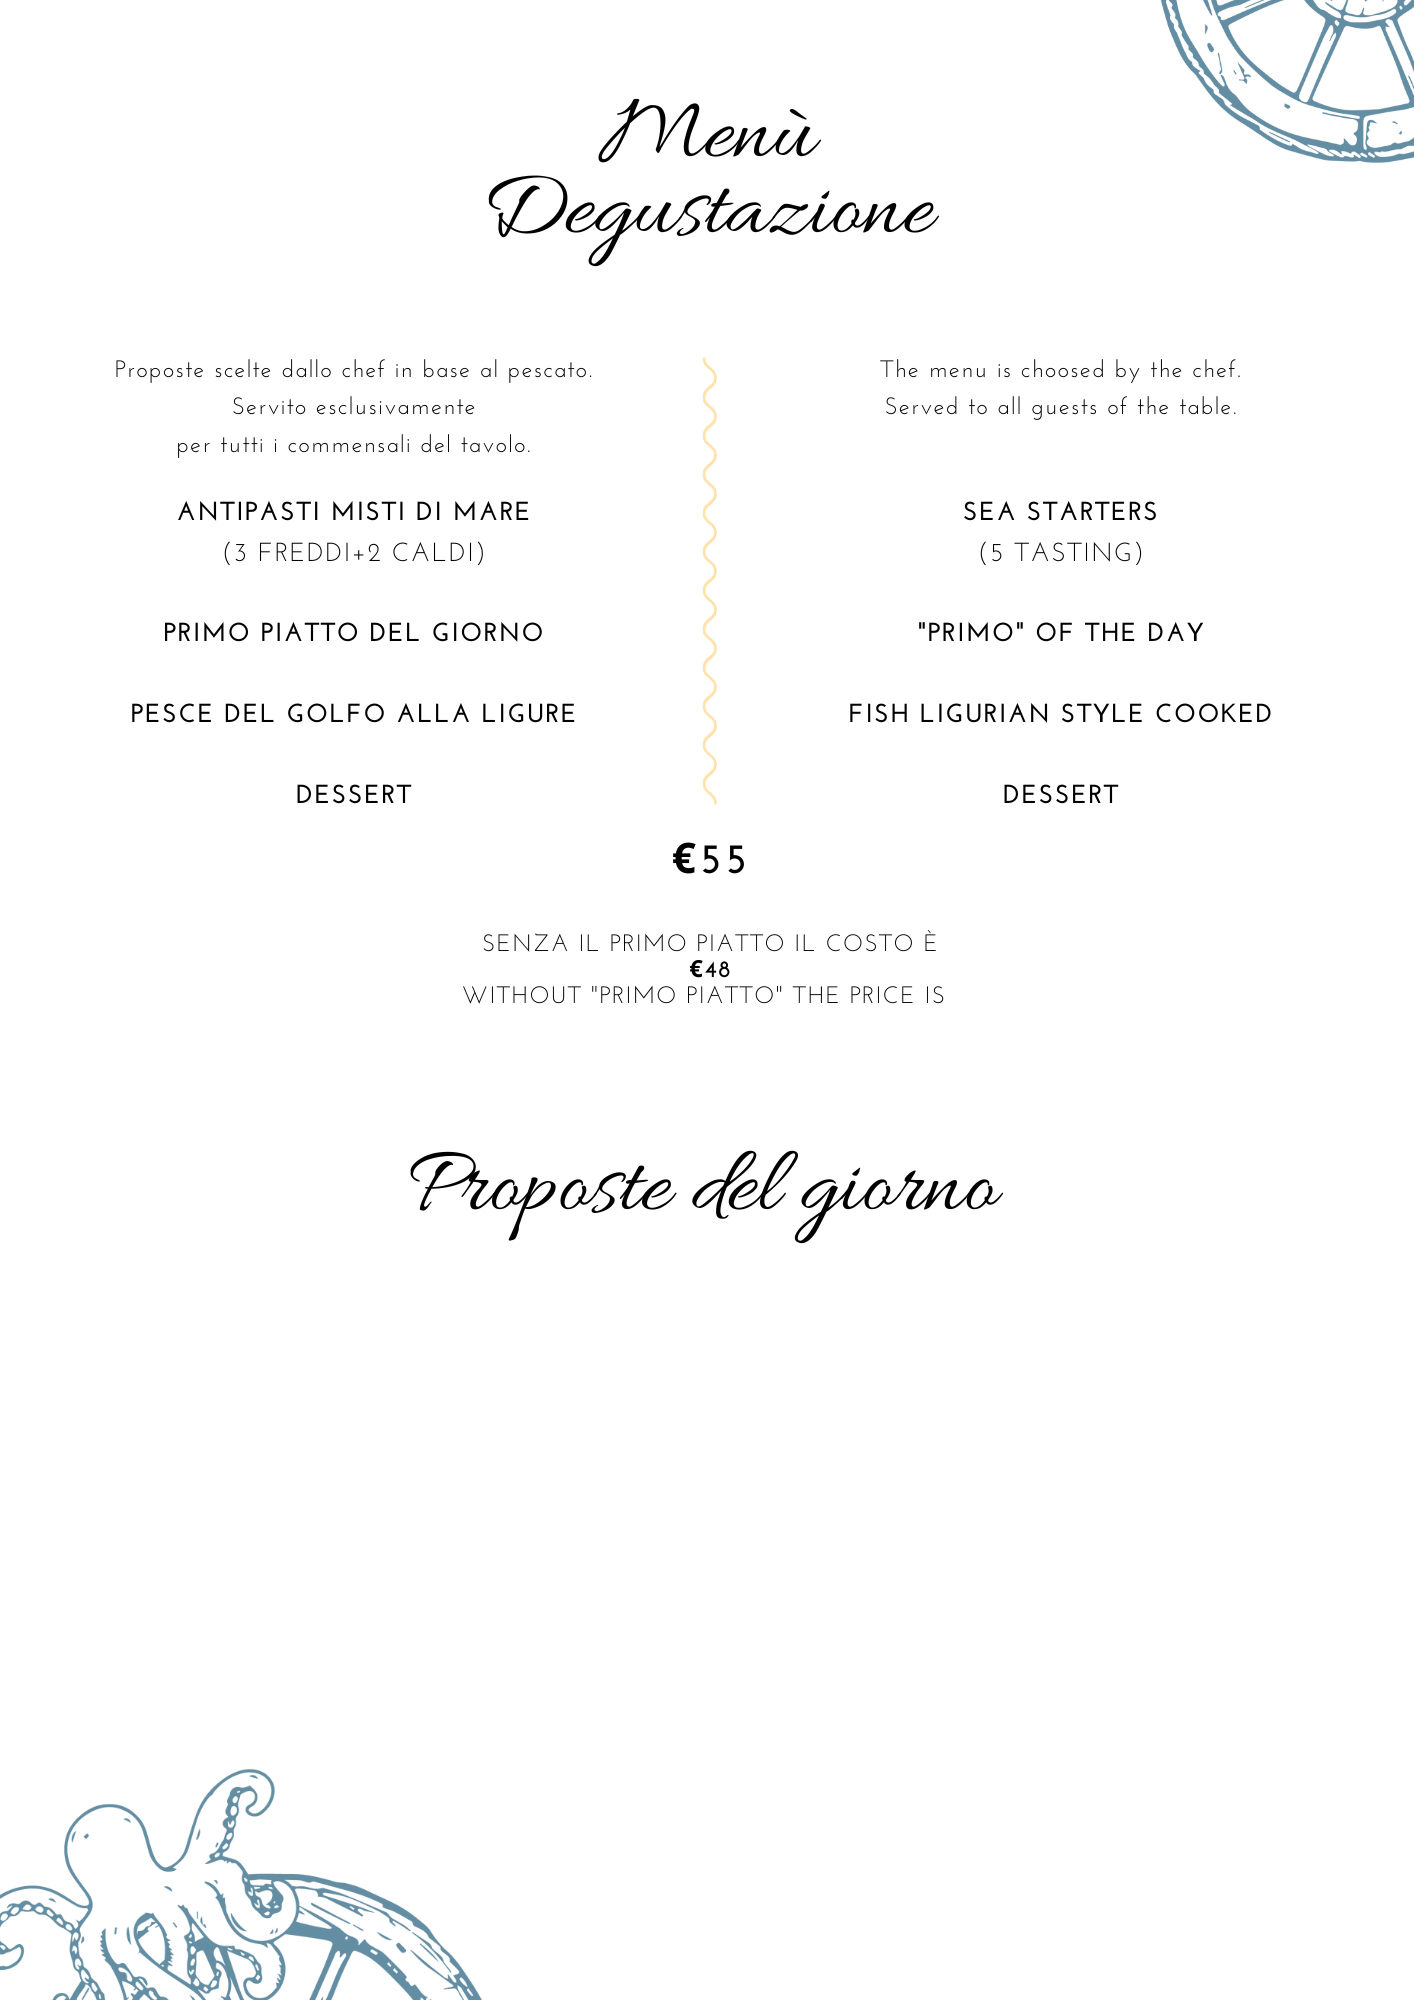 Menù
Degustazione
Proposte scelte dallo chef in base al pescato.
Servito esclusivamente
per tutti i commensali del tavolo.
ANTIPASTI MISTI DI MARE
(3 FREDDI+2 CALDI)
PRIMO PIATTO DEL GIORNO
PESCE DEL GOLFO ALLA LIGURE
DESSERT
The menu is choosed by the chef.
Served to all guests of the table.
SEA STARTERS
(5 TASTING)
"PRIMO" OF THE DAY
FISH LIGURIAN STYLE COOKED
DESSERT
€55
SENZA IL PRIMO PIATTO IL COSTO È
€48
WITHOUT "PRIMO PIATTO" THE PRICE IS
Proposte del giorno